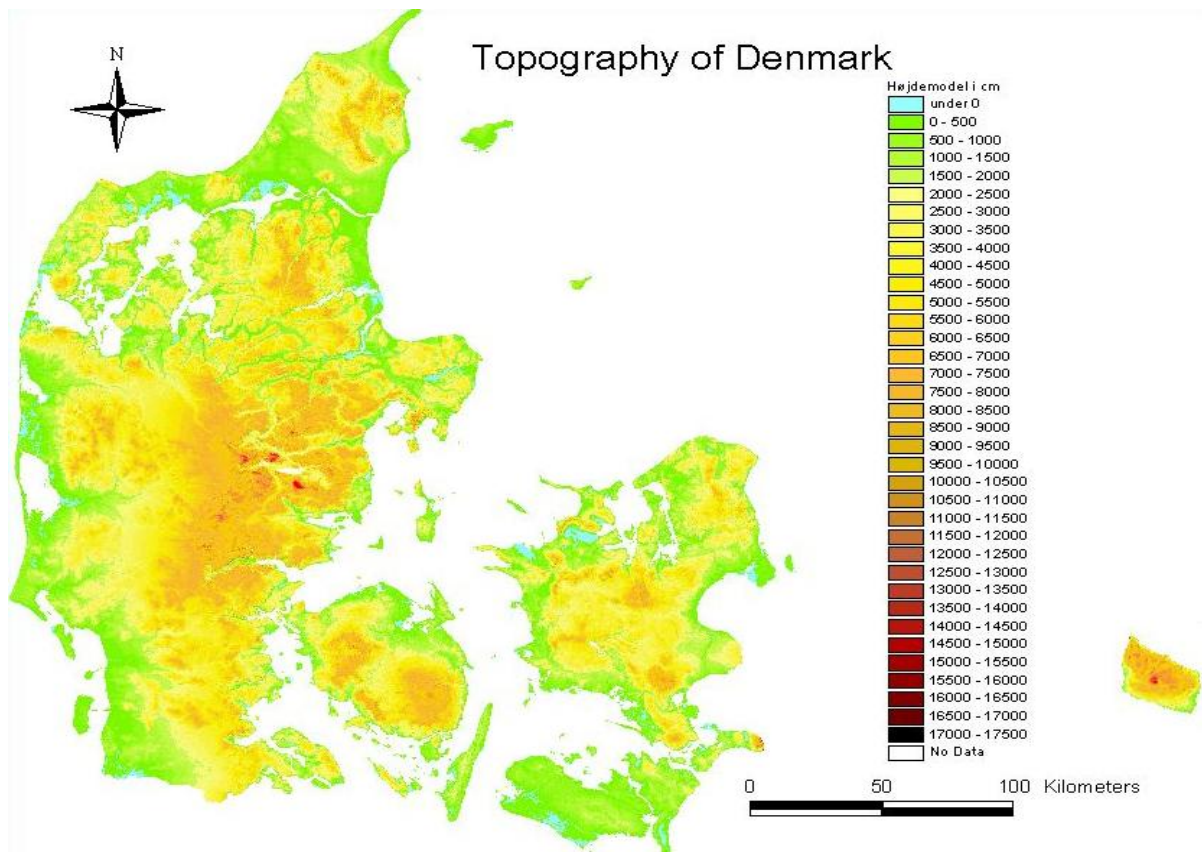 Topography of Denmark
N
Højdemodel i cm
under 0
0 - 500
500 - 1000
1000 - 1500
1500 - 2000
2000 - 2500
2500 - 3000
3000 - 3500
3500 - 4000
4000 - 4500
4500 - 5000
5000 - 5500
5500 - 6000
6000 - 6500
6500 - 7000
7000 - 7500
7500 - 8000
8000 - 8500
8500 - 9000
9000 - 9500
9500 - 10000
10000 - 10500
10500 - 11000
11000 - 11500
11500 - 12000
12000 - 12500
12500 - 13000
13000 - 13500
13500 - 14000
14000 - 14500
14500 - 15000
15000 - 15500
15500 - 16000
16000 - 16500
16500 - 17000
17000 - 17500
No Data
0 50 100 Kilometers